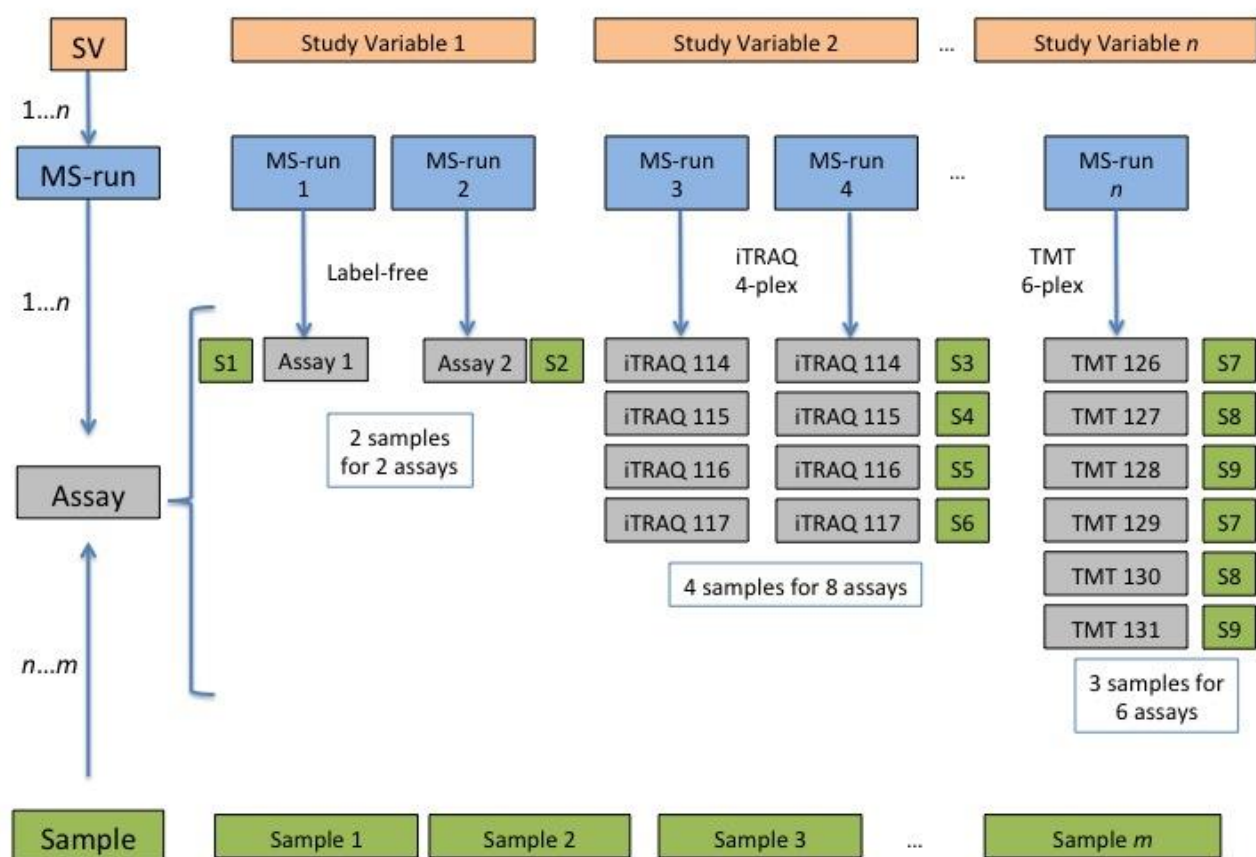 SV
Study Variable 1
Study Variable 2
...
Study Variable n
1...n
MS-run
MS-run
1
MS-run
2
MS-run
3
MS-run
4
...
MS-run
n
1...n
Label-free
iTRAQ
4-plex
TMT
6-plex
S1
Assay 1
Assay 2
S2
iTRAQ 114
iTRAQ 114
S3
TMT 126
S7
iTRAQ 115
iTRAQ 115
S4
TMT 127
S8
2 samples
for 2 assays
iTRAQ 116
iTRAQ 116
S5
TMT 128
S9
Assay
iTRAQ 117
iTRAQ 117
S6
TMT 129
S7
4 samples for 8 assays
TMT 130
S8
TMT 131
S9
n...m
3 samples for
6 assays
Sample
Sample 1
Sample 2
Sample 3
...
Sample m